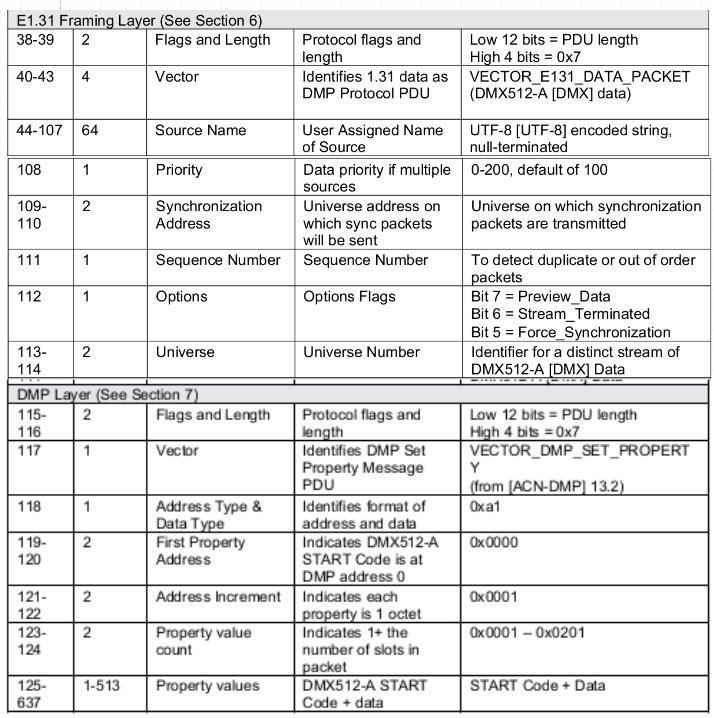 E1.31 Framing Layer (See Section 6)
38-39 2 Flags and Length Protocol flags and Low 12 bits = PDU length
length High 4 bits = 0x7
40-43 4 Vector Identifies 1.31 data as VECTOR_E131_DATA_PACKET
DMP Protocol PDU (DMX512-A [DMX] data)
44-107 64 Source Name User Assigned Name UTF-8 [UTF-8] encoded string,
of Source null-terminated
108 1 Priority Data priority if multiple 0-200, default of 100
sources
109- 2 Synchronization Universe address on Universe on which synchronization
110 Address which sync packets packets are transmitted
will be sent
111 1 Sequence Number Sequence Number To detect duplicate or out of order
packets
112 1 Options Options Flags Bit 7 = Preview_Data
Bit 6 = Stream_Terminated
Bit 5 = Force_Synchronization
113- 2 Universe Universe Number Identifier for a distinct stream of
114 DMX512-A [DMX] Data
DMP Layer (See Section 7)
115- 2 Flags and Length Protocol flags and Low 12 bits = PDU length
116 length High 4 bits = 0x7
117 1 Vector Identifies DMP Set VECTOR_DMP_SET_PROPERT
Property Message Y
PDU (from [ACN-DMP] 13.2)
118 1 Address Type & Identifies format of 0xa1
Data Type address and data
119- 2 First Property Indicates DMX512-A 0x0000
120 Address START Code is at
DMP address 0
121- 2 Address Increment Indicates each 0x0001
122 property is 1 octet
123- 2 Property value Indicates 1+ the 0x0001 – 0x0201
124 count number of slots in
packet
125- 1-513 Property values DMX512-A START START Code + Data
637 Code + data